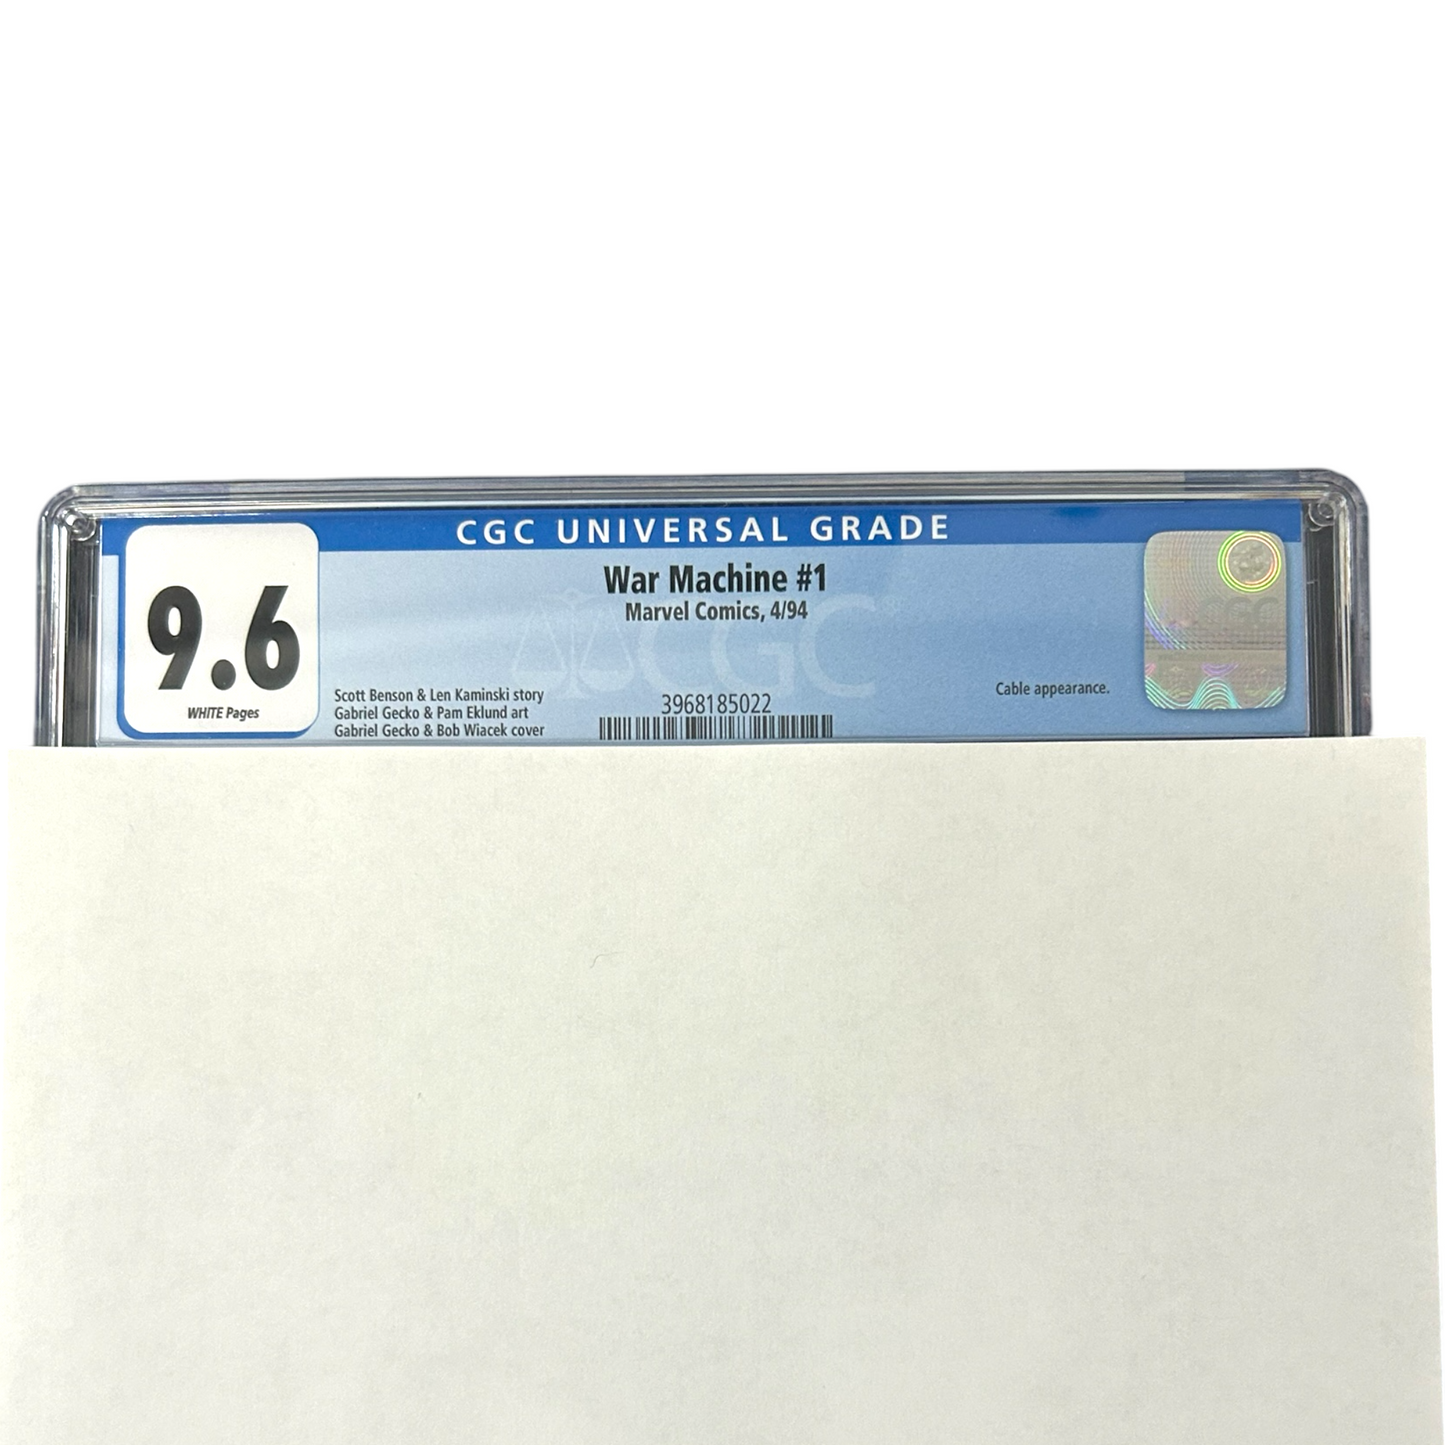 CGC UNIVERSAL GRADE
9.6
WHITE Pages
War Machine #1
Marvel Comics, 4/94
CGC
Scott Benson & Len Kaminski story
Gabriel Gecko & Pam Eklund art
Gabriel Gecko & Bob Wiacek cover
3968185022
Cable appearance.